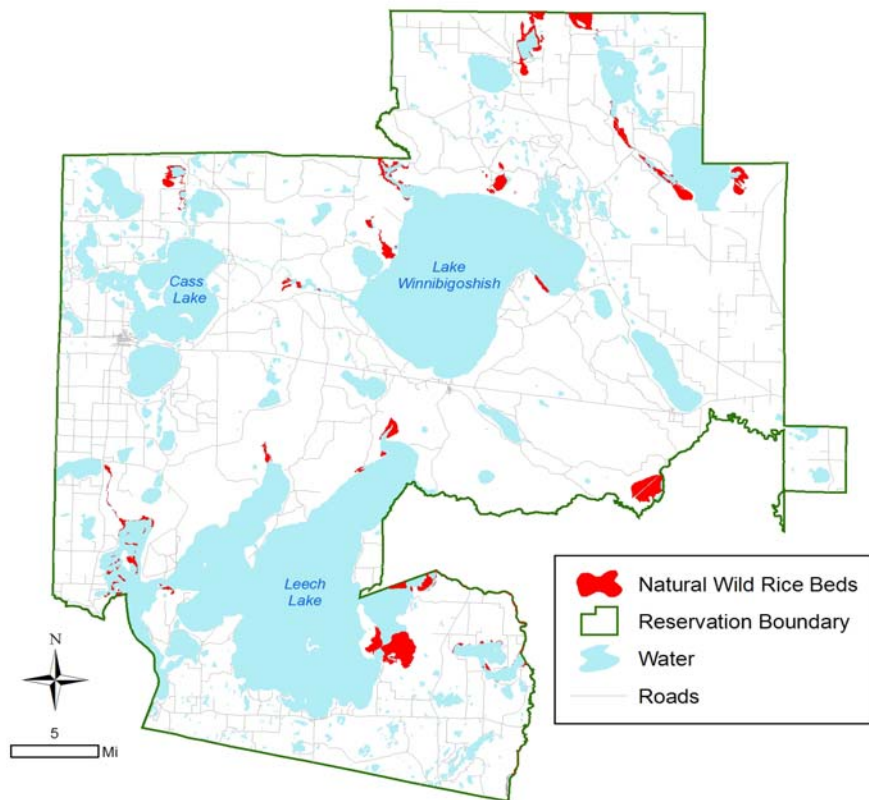 Cass
Lake
Lake
Winnibigoshish
Leech
Lake
Natural Wild Rice Beds
Reservation Boundary
Water
Roads
N
5
Mi